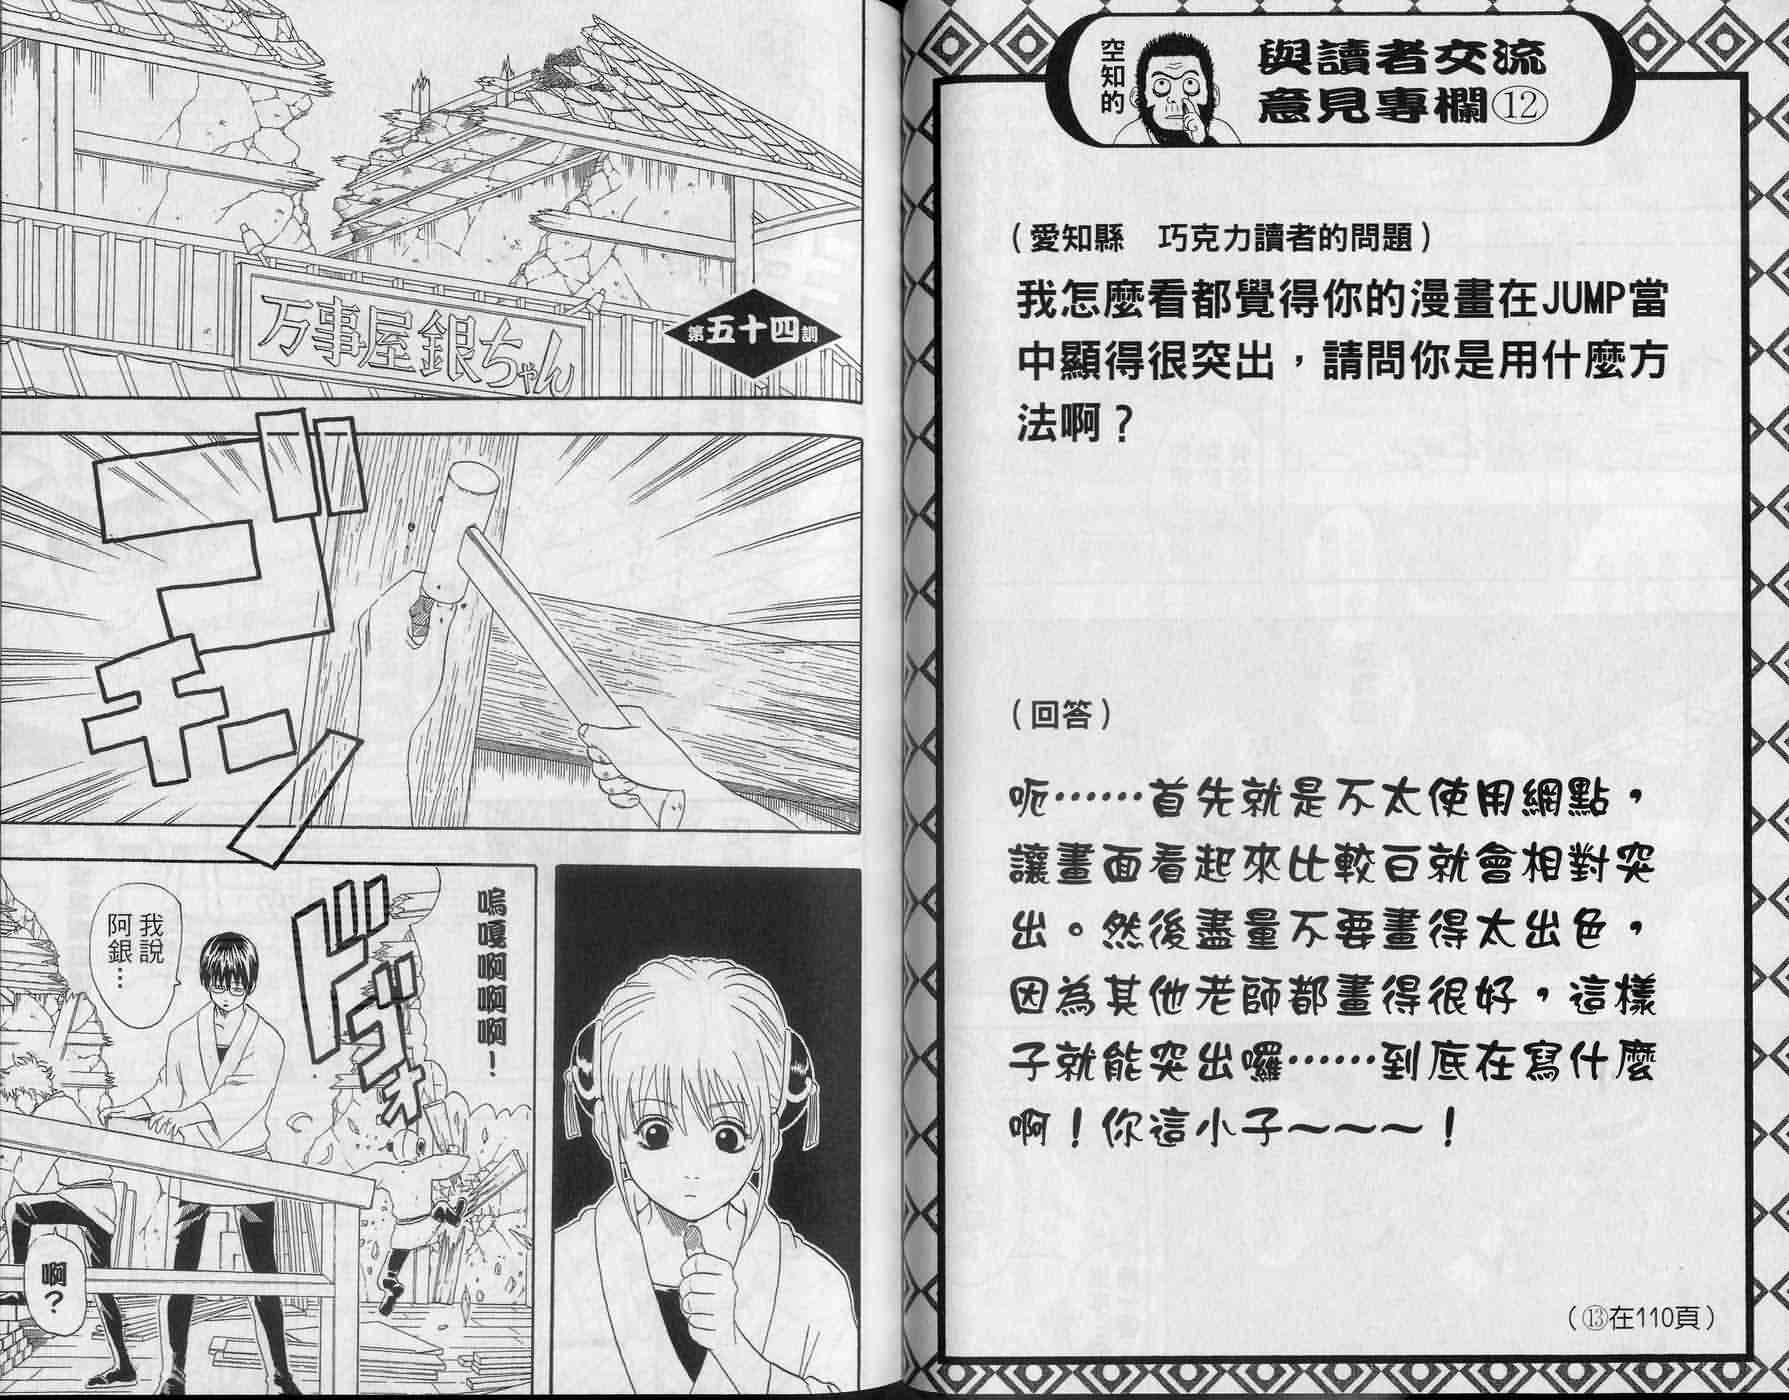 空知的
與讀者交流
意見專欄⑫
（愛知縣　巧克力讀者的問題）
我怎麼看都覺得你的漫畫在JUMP當
中顯得很突出，請問你是用什麼方
法啊？
（回答）
呃……首先就是不太使用網點，
讓畫面看起來比較白就會相對突
出。然後盡量不要畫得太出色，
因為其他老師都畫得很好，這樣
子就能突出囉……到底在寫什麼
啊！你這小子～～～！
（⑬在110頁）
第五十四訓
万事屋銀ちゃん
ゴキン
嗚嘎啊啊啊！
ドゴォ
我說
阿銀…
啊？